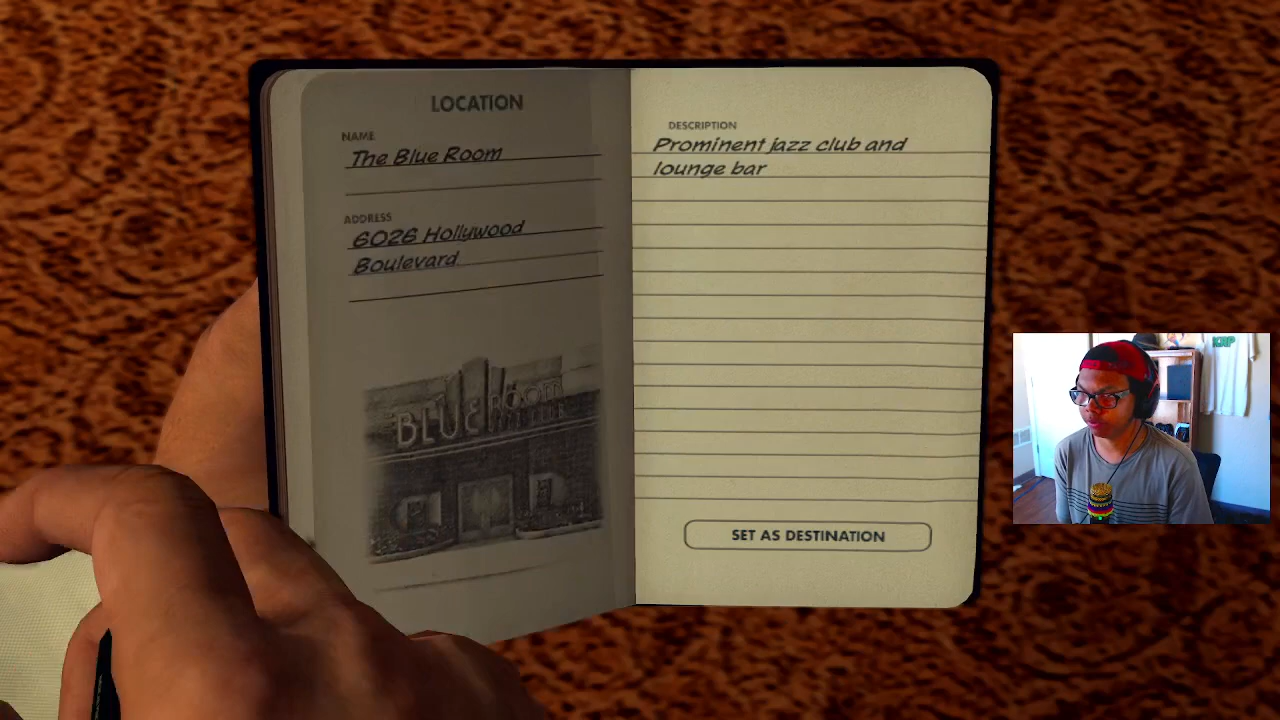 LOCATION
NAME
The Blue Room
ADDRESS
6026 Hollywood
Boulevard
BLUE Room
DESCRIPTION
Prominent jazz club and
lounge bar
SET AS DESTINATION